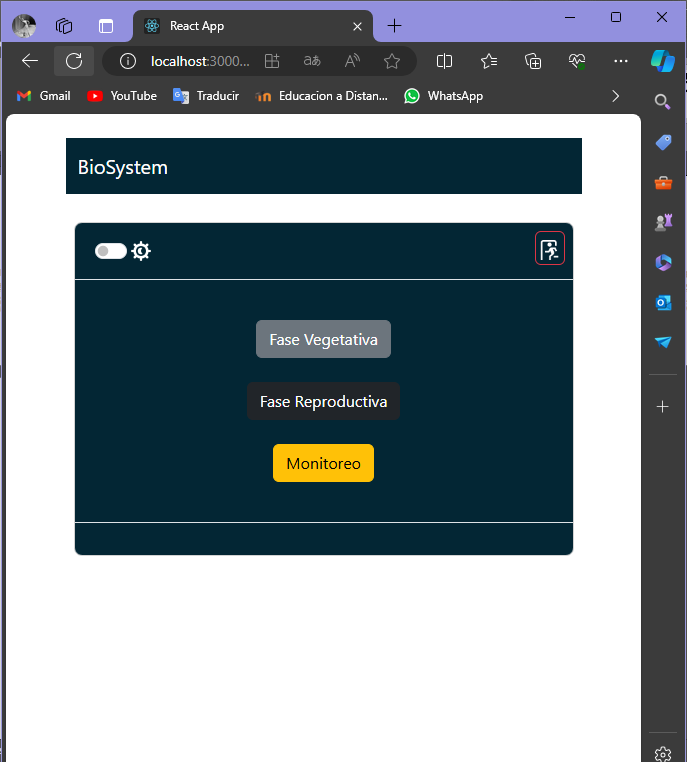 React App
localhost:3000...
Gmail
YouTube
Traducir
Educacion a Distan...
WhatsApp
BioSystem
Fase Vegetativa
Fase Reproductiva
Monitoreo